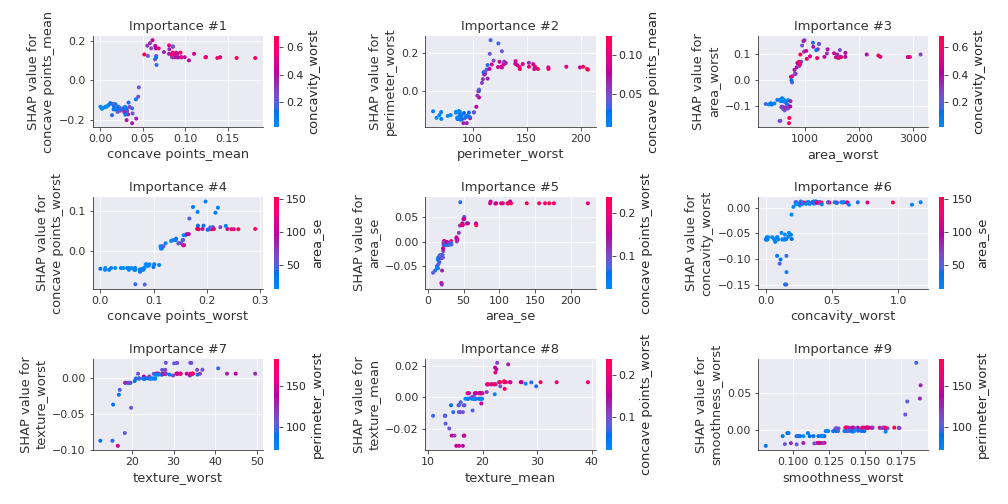 Importance #1
Importance #2
Importance #3
SHAP value for
concave points_mean
0.2
0.0
−0.2
0.00
0.05
0.10
0.15
concave points_mean
0.6
0.4
0.2
concavity_worst
SHAP value for
perimeter_worst
0.2
0.0
100
150
200
perimeter_worst
0.10
0.05
concave points_mean
SHAP value for
area_worst
0.1
0.0
−0.1
1000
2000
3000
area_worst
0.6
0.4
0.2
concavity_worst
Importance #4
Importance #5
Importance #6
SHAP value for
concave points_worst
0.1
0.0
0.0
0.1
0.2
0.3
concave points_worst
150
100
50
area_se
SHAP value for
area_se
0.05
0.00
−0.05
0
50
100
150
200
area_se
0.2
0.1
concave points_worst
SHAP value for
concavity_worst
0.00
−0.05
−0.10
−0.15
0.0
0.5
1.0
concavity_worst
150
100
50
area_se
Importance #7
Importance #8
Importance #9
SHAP value for
texture_worst
0.00
−0.05
−0.10
20
30
40
50
texture_worst
150
100
perimeter_worst
SHAP value for
texture_mean
0.02
0.00
−0.02
10
20
30
40
texture_mean
0.2
0.1
concave points_worst
SHAP value for
smoothness_worst
0.05
0.00
0.100
0.125
0.150
0.175
smoothness_worst
150
100
perimeter_worst